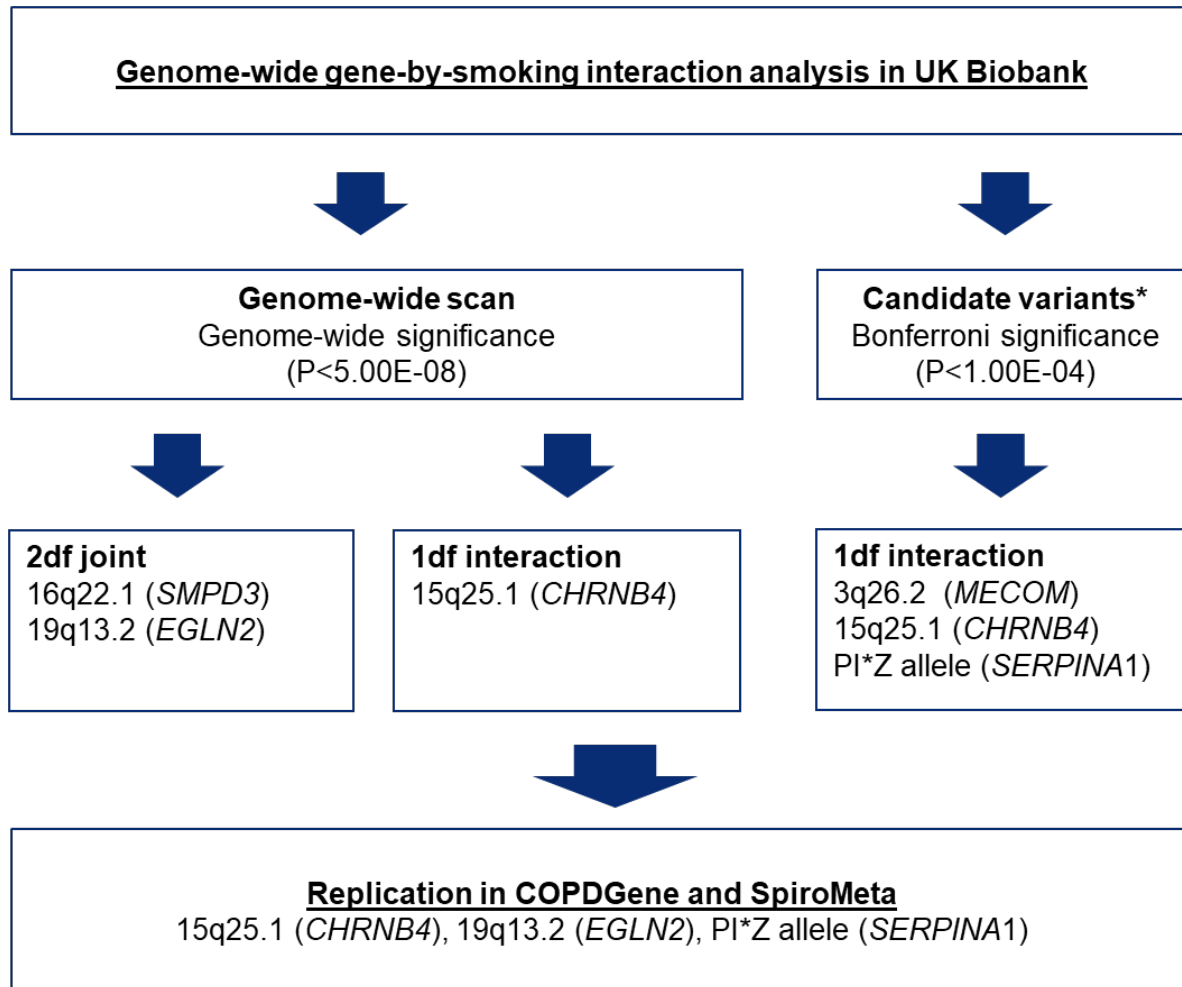 Genome-wide gene-by-smoking interaction analysis in UK Biobank
Genome-wide scan
Genome-wide significance
(P<5.00E-08)
Candidate variants*
Bonferroni significance
(P<1.00E-04)
2df joint
16q22.1 (SMPD3)
19q13.2 (EGLN2)
1df interaction
15q25.1 (CHRNB4)
1df interaction
3q26.2 (MECOM)
15q25.1 (CHRNB4)
PI*Z allele (SERPINA1)
Replication in COPDGene and SpiroMeta
15q25.1 (CHRNB4), 19q13.2 (EGLN2), PI*Z allele (SERPINA1)